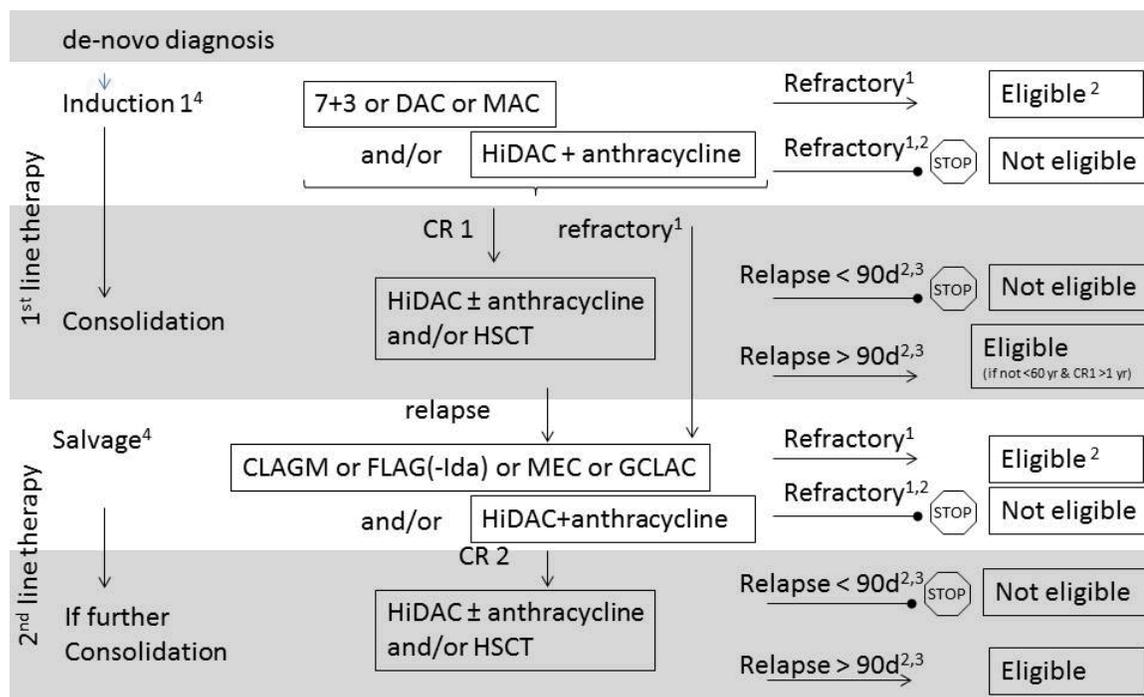 de-novo diagnosis
Induction 1⁴
7+3 or DAC or MAC
Refractory¹
Eligible ²
and/or
HiDAC + anthracycline
Refractory¹,²
STOP
Not eligible
1st line therapy
CR 1
refractory¹
Consolidation
HiDAC ± anthracycline
and/or HSCT
Relapse < 90d²,³
STOP
Not eligible
Relapse > 90d²,³
Eligible
(if not <60 yr & CR1 >1 yr)
relapse
Salvage⁴
CLAGM or FLAG(-Ida) or MEC or GCLAC
Refractory¹
Eligible ²
and/or
HiDAC+anthracycline
Refractory¹,²
STOP
Not eligible
2nd line therapy
CR 2
If further
Consolidation
HiDAC ± anthracycline
and/or HSCT
Relapse < 90d²,³
STOP
Not eligible
Relapse > 90d²,³
Eligible